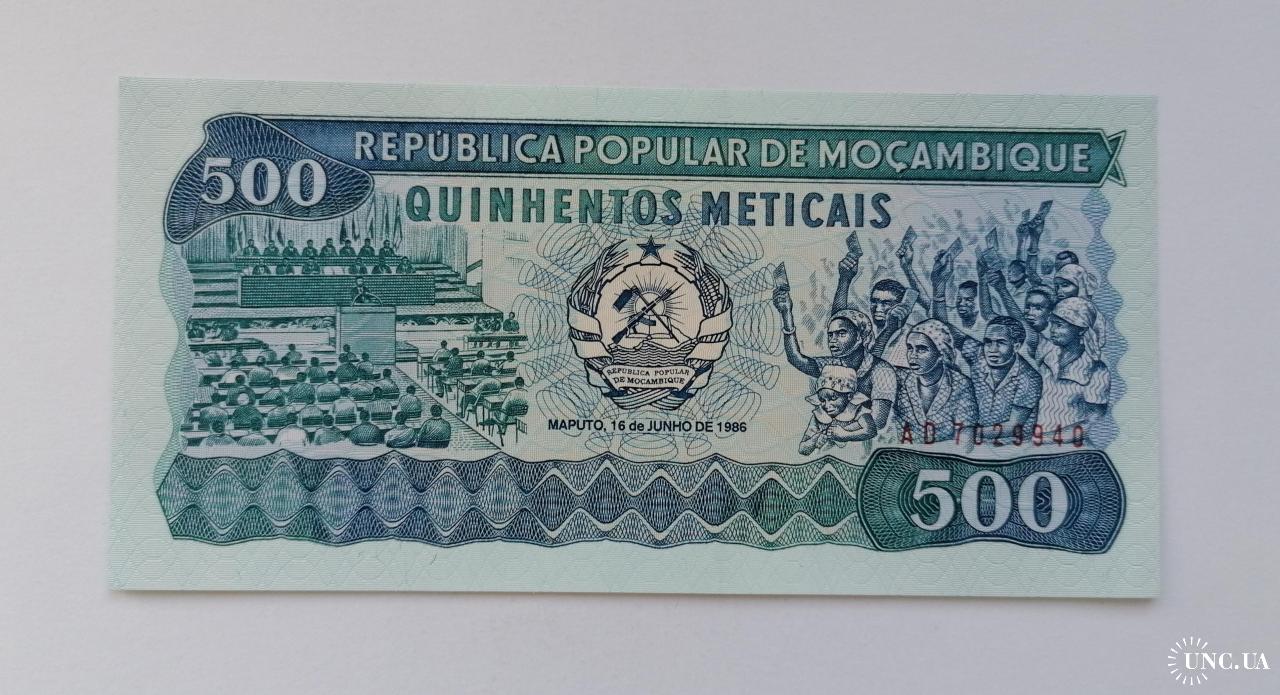 500
REPÚBLICA POPULAR DE MOÇAMBIQUE
QUINHENTOS METICAIS
REPUBLICA POPULAR
DE MOCAMBIQUE
MAPUTO, 16 de JUNHO DE 1986
AD 7029940
500
UNC.UA